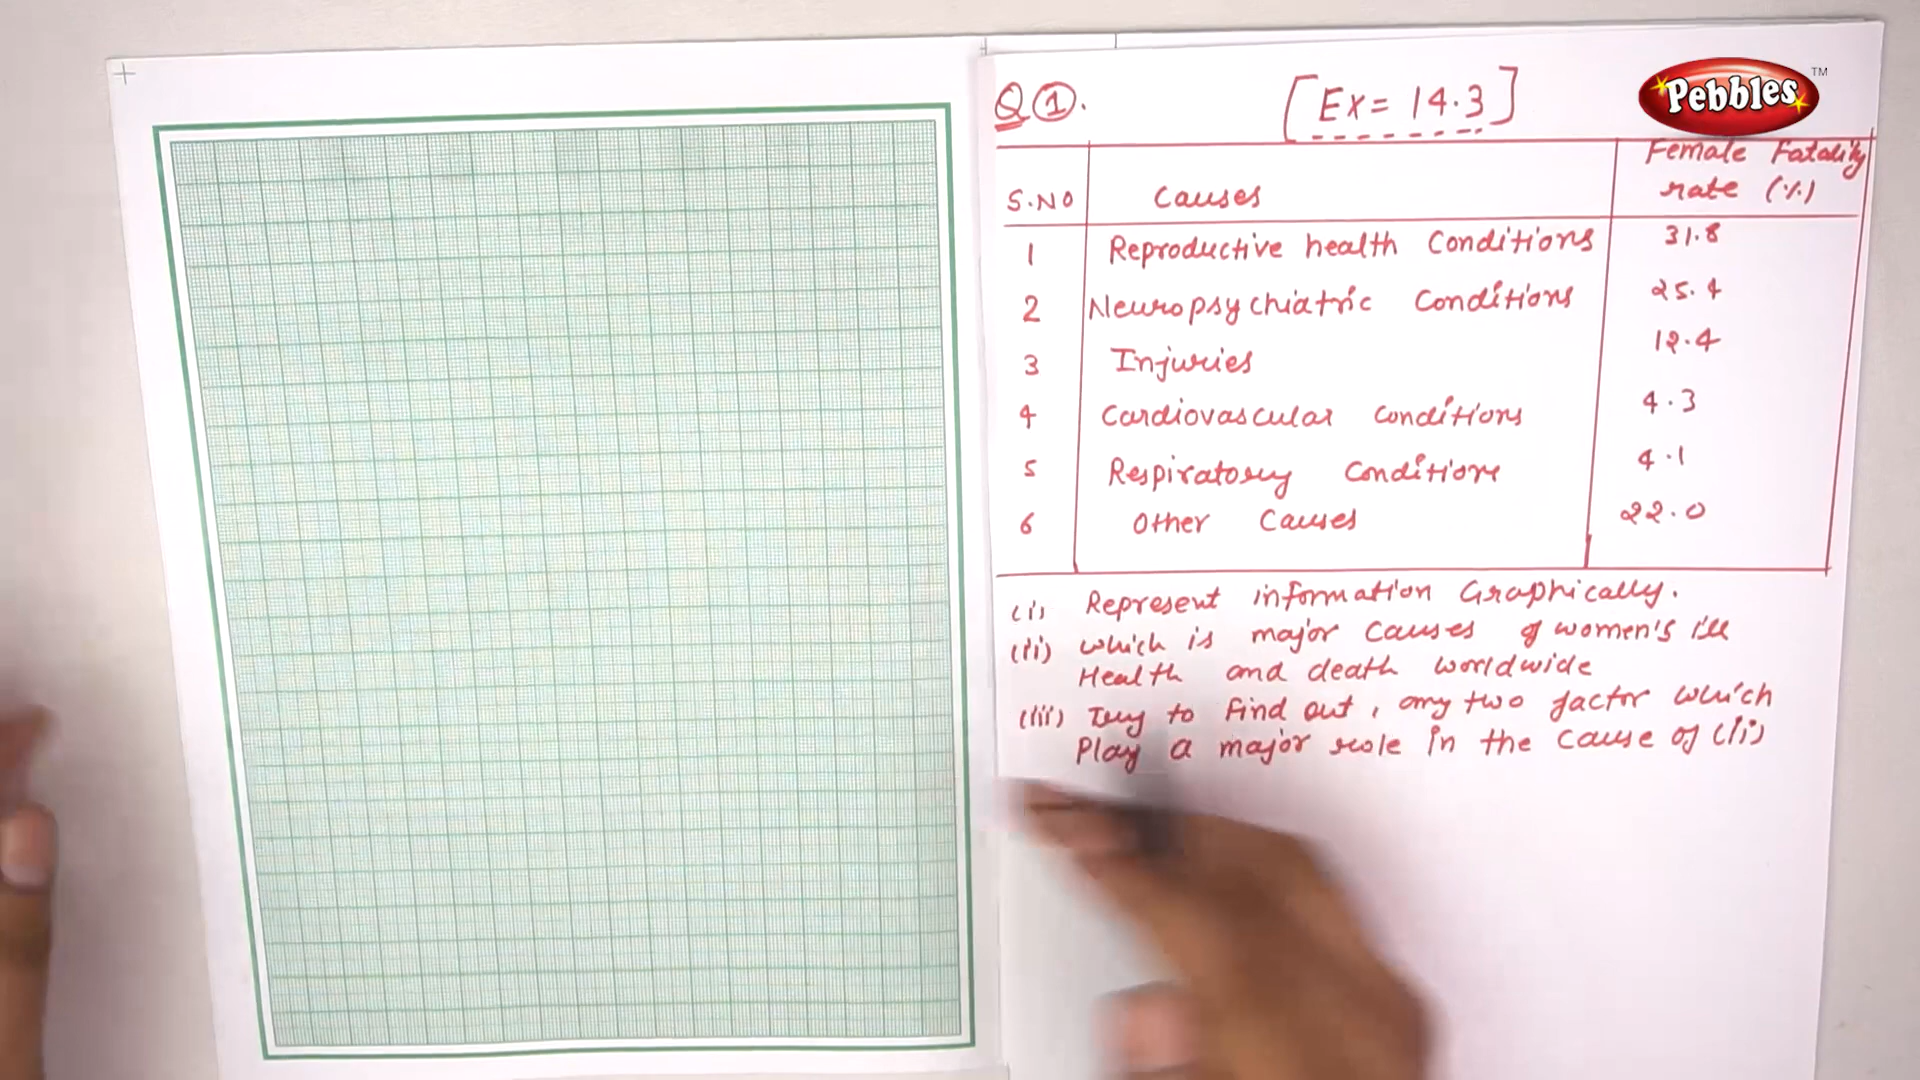 Q ①. [Ex = 14.3]
Pebbles ™
S.NO Causes Female Fatality rate (%)
1 Reproductive health Conditions 31.8
2 Neuropsychiatric Conditions 25.4
3 Injuries 12.4
4 Cardiovascular Conditions 4.3
5 Respiratory Conditions 4.1
6 Other Causes 22.0
(i) Represent information Graphically.
(ii) which is major causes of women's ill
Health and death worldwide
(iii) Try to find out, any two factor which
Play a major role in the cause of (ii)